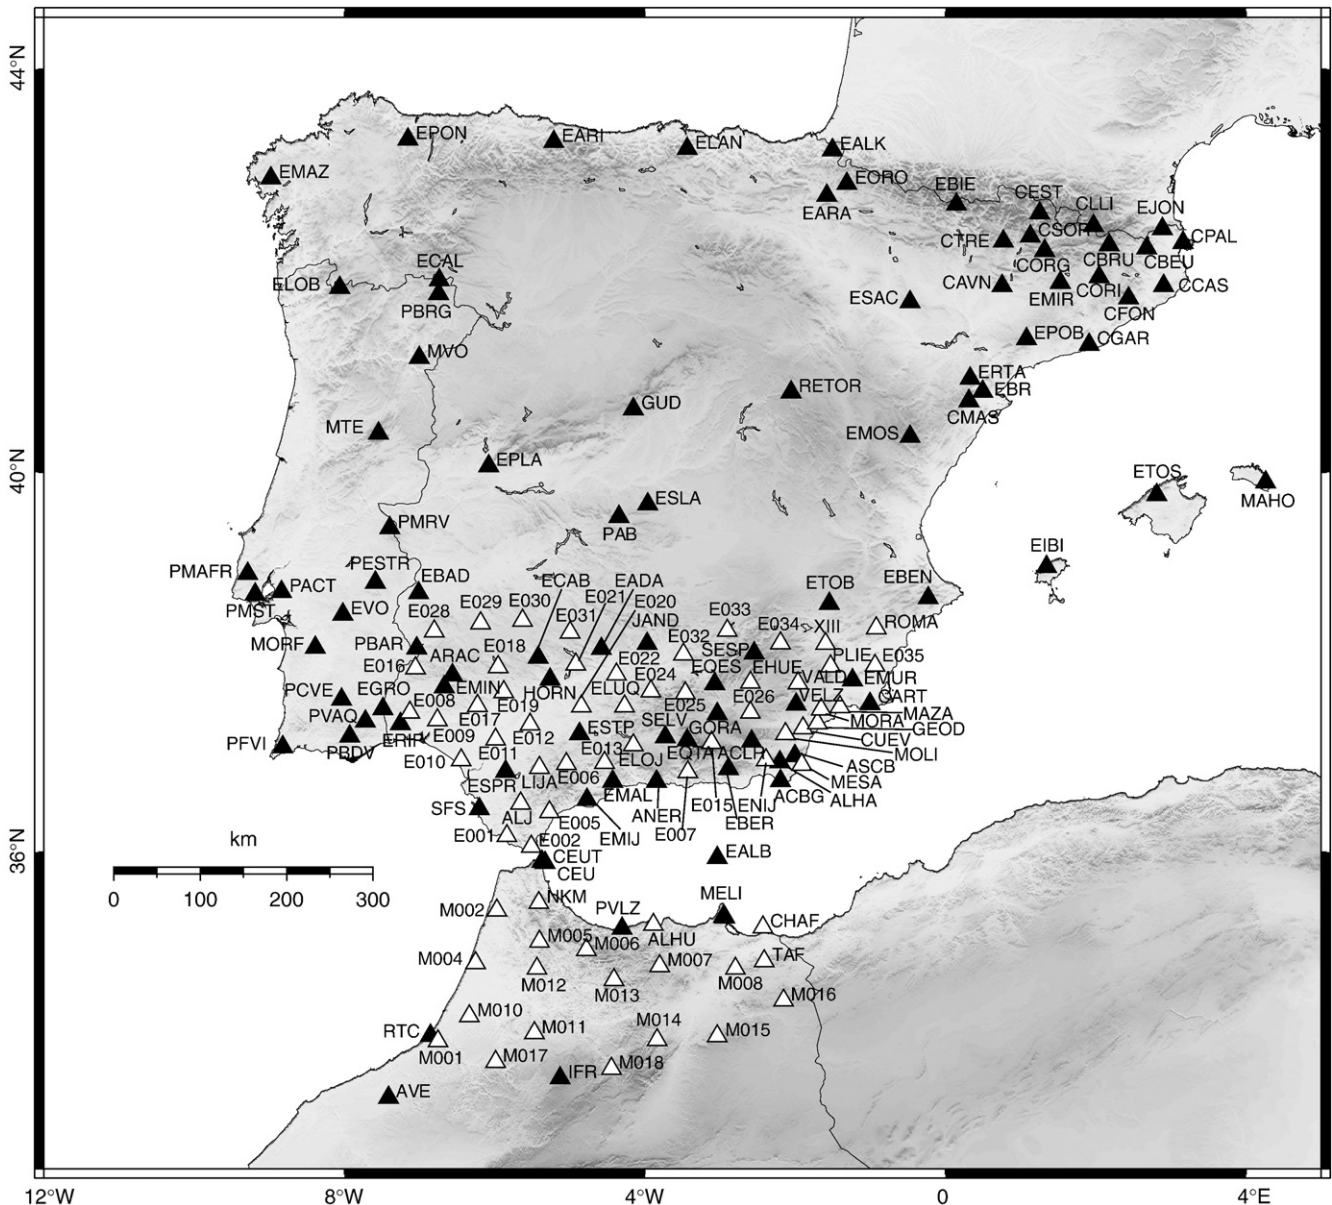 44°N
EPON
EARI
ELAN
EALK
EMAZ
EORO
EBIE
CEST
EARA
CLLI
EJON
CTRE
CPAL
CBRU
CBEU
ECAL
CORG
ELOB
CAVN
CORI
CCAS
ESAC
EMIR
PBRG
CFON
EPOB
CGAR
MVO
ERTA
RETOR
EBR
GUD
CMAS
MTE
EMOS
EPLA
40°N
ETOS
ESLA
MAHO
PMRV
PAB
EIBI
PESTR
PMAFR
EBAD
ECAB
EADA
ETOB
EBEN
PACT
E021
PMST
EVO
E028
E029
E030
E020
E033
JAND
E031
E034
XIII
ROMA
MORF
PBAR
E018
E032
SESP
ARAC
E022
PLIE
E035
E016
EQES
EHUE
E024
VALD
EMUR
PCVE
EGRO
EMIN
HORN
ELUQ
E026
VELZ
CART
E008
E019
E025
MAZA
PVAQ
E017
SELV
MORA
GEOD
E009
E012
ESTP
GORA
CUEV
PFVI
PBDV
ERIR
E011
E013
EQTA
ACLR
MOLI
E010
ELOJ
ASCB
ESPR
LIJA
E006
MESA
EMAL
ACBG
ALHA
SFS
ALJ
E015
ENIJ
E005
ANER
EBER
E001
E002
EMIJ
E007
km
36°N
CEUT
EALB
CEU
0
100
200
300
MELI
NKM
PVLZ
M002
CHAF
M005
M006
ALHU
M004
M007
TAF
M012
M008
M013
M016
M010
M014
RTC
M011
M015
M001
M017
IFR
M018
AVE
12°W
8°W
4°W
0
4°E